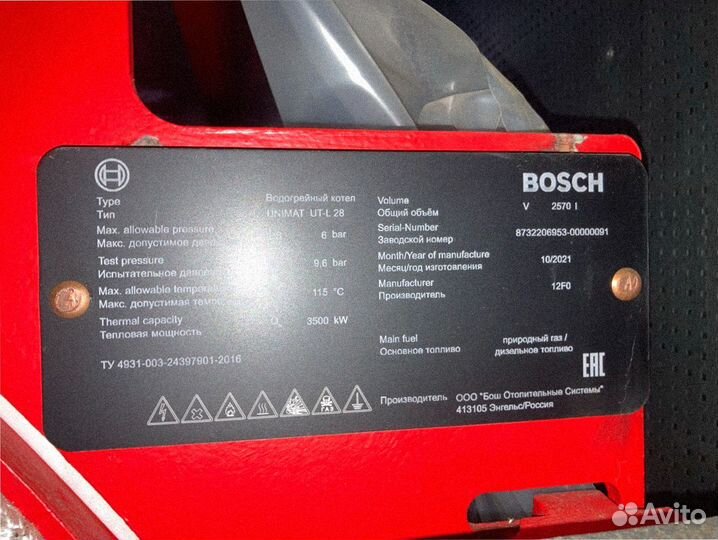 BOSCH
Type Водогрейный котел
Тип UNIMAT UT-L 28
Max. allowable pressure 6 bar
Макс. допустимое
Test pressure 9,6 bar
Испытательное давление
Max. allowable temperature 115 °C
Макс. допустимая
Thermal capacity Q 3500 kW
Тепловая мощность
ТУ 4931-003-24397901-2016
Volume V 2570 l
Общий объём
Serial-Number
Заводской номер 8732206953-00000091
Month/Year of manufacture 10/2021
Месяц/год изготовления
Manufacturer 12F0
Производитель
Main fuel природный газ /
Основное топливо дизельное топливо
EAC
Производитель ООО "Бош Отопительные Системы"
413105 Энгельс/Россия
ГАЗ
Avito